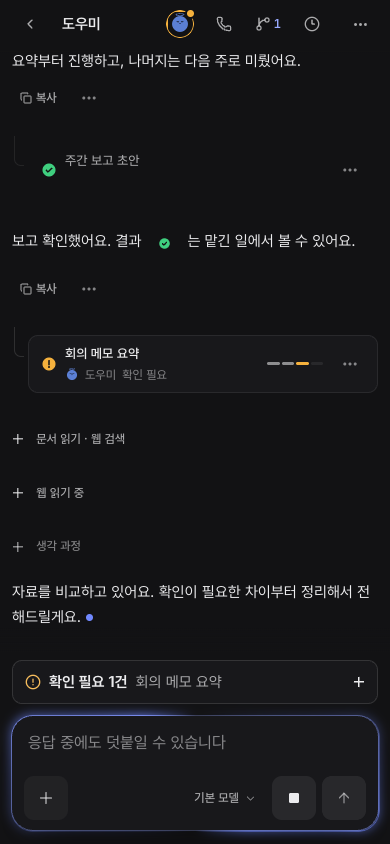 도우미
1
요약부터 진행하고, 나머지는 다음 주로 미뤘어요.
복사
주간 보고 초안
보고 확인했어요. 결과 는 맡긴 일에서 볼 수 있어요.
복사
회의 메모 요약
도우미 확인 필요
문서 읽기 · 웹 검색
웹 읽기 중
생각 과정
자료를 비교하고 있어요. 확인이 필요한 차이부터 정리해서 전
해드릴게요.
확인 필요 1건 회의 메모 요약
응답 중에도 덧붙일 수 있습니다
기본 모델